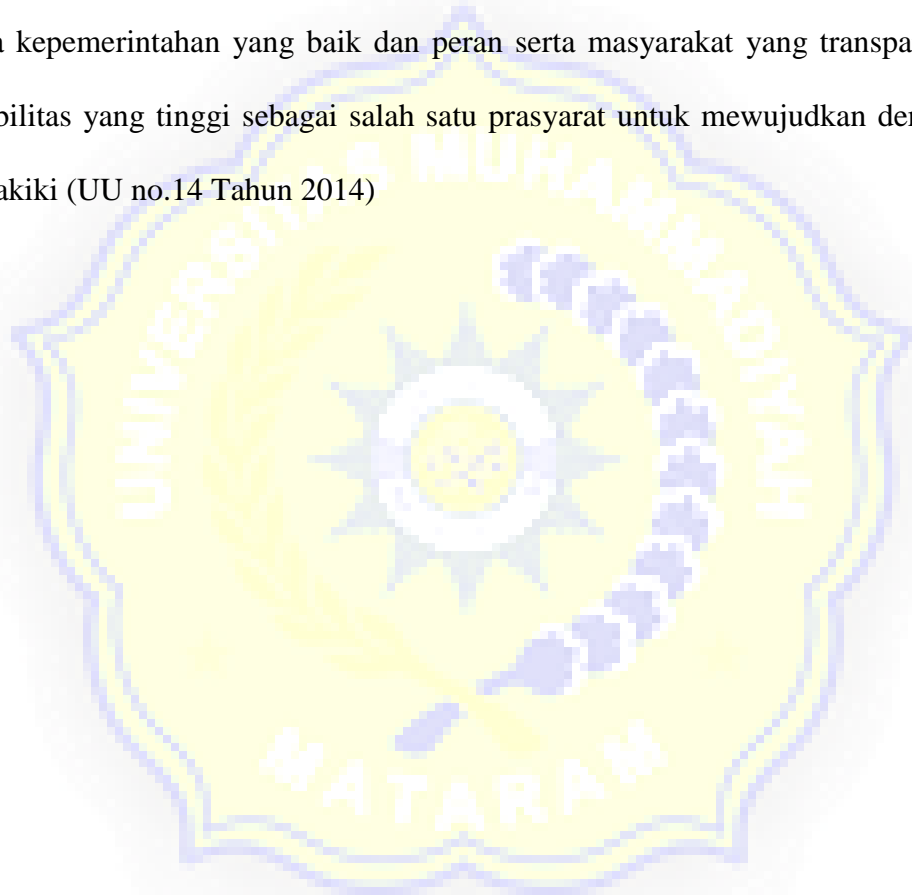 a kepemerintahan yang baik dan peran serta masyarakat yang transpa
bilitas yang tinggi sebagai salah satu prasyarat untuk mewujudkan de
akiki (UU no.14 Tahun 2014)
UNIVERSITAS MUHAMMADIYAH
MATARAM